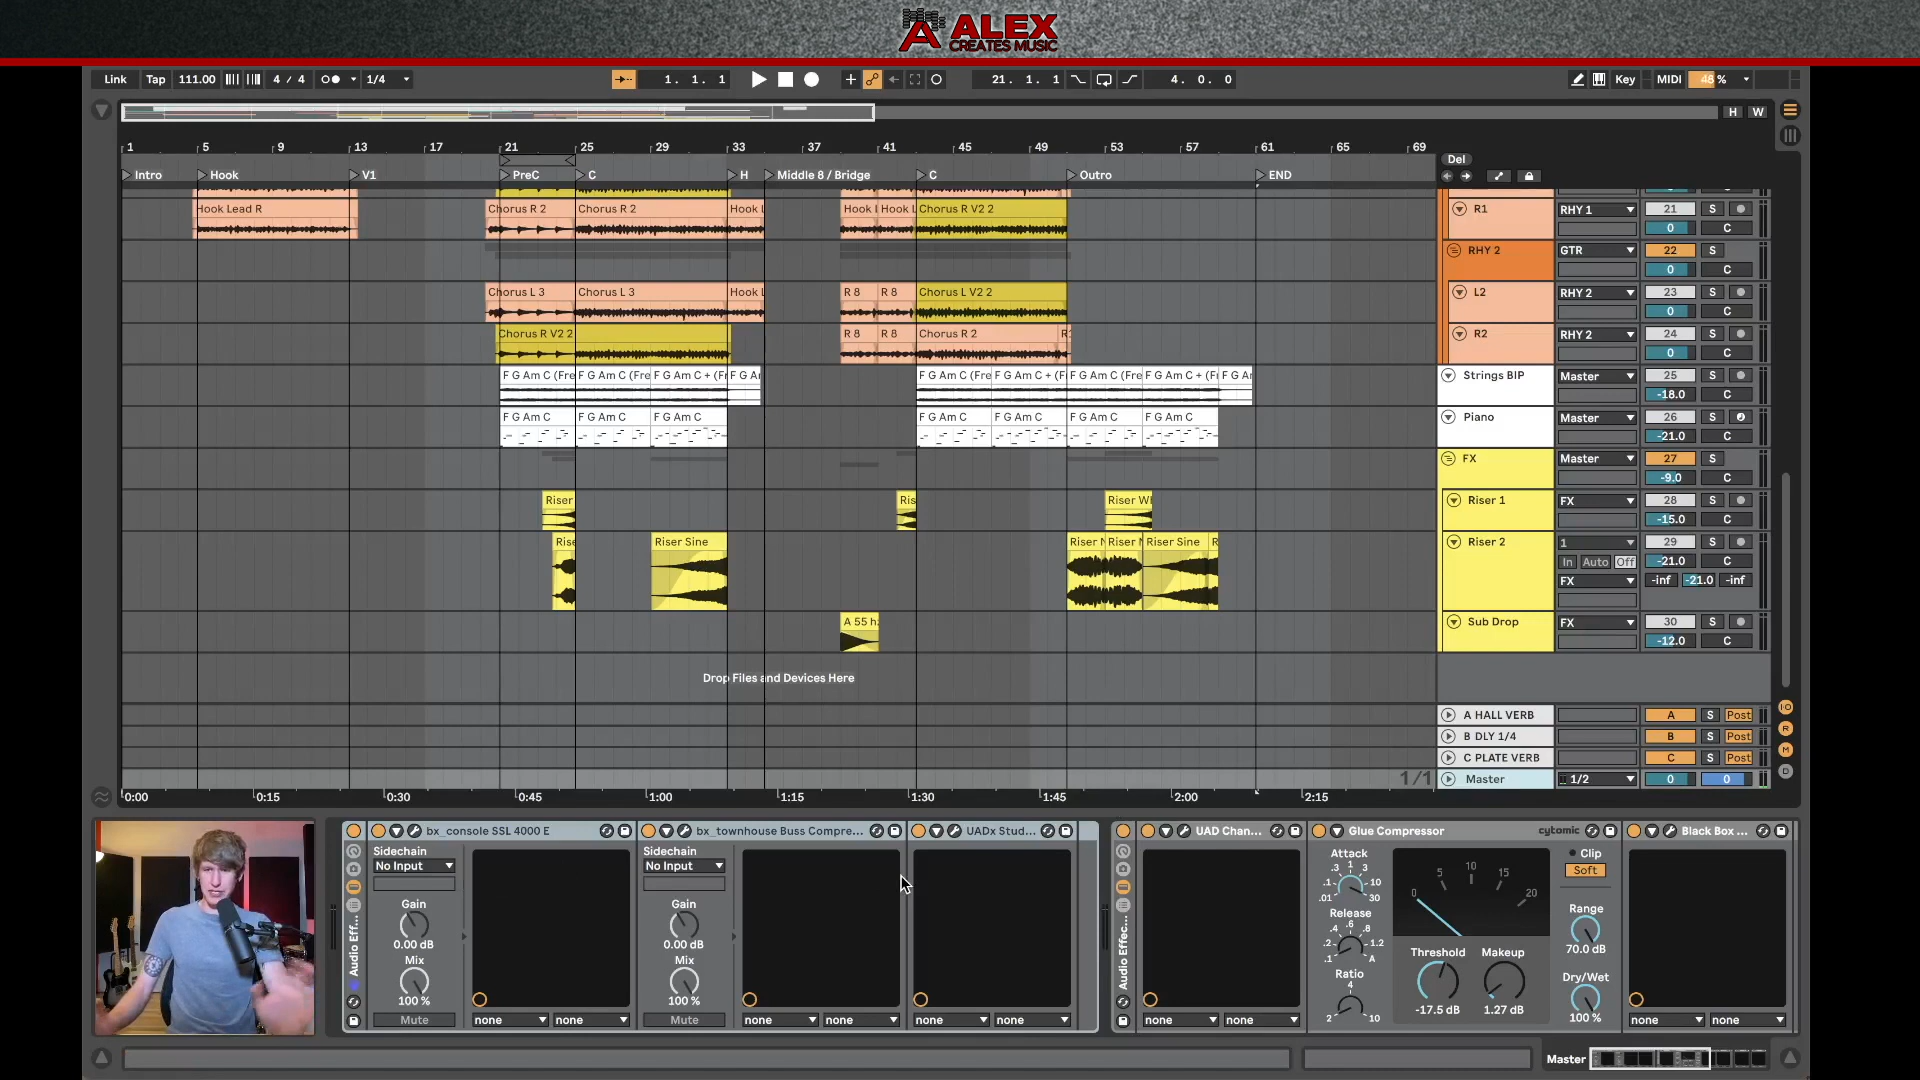 ALEX
CREATES MUSIC
Link Tap 111.00 4 / 4 1/4 1. 1. 1 21. 1. 1 4. 0. 0 Key MIDI 48 %
H W
1 5 9 13 17 21 25 29 33 37 41 45 49 53 57 61 65 69 Del
Intro Hook V1 PreC C H Middle 8 / Bridge C Outro END
Hook Lead R Chorus R 2 Chorus R 2 Hook L Hook L Hook L Chorus R V2 2 R1 RHY 1 21 S
0 C
RHY 2 GTR 22 S
0 C
Chorus L 3 Chorus L 3 Hook L R 8 R 8 Chorus L V2 2 L2 RHY 2 23 S
0 C
Chorus R V2 2 R 8 R 8 Chorus R 2 R2 RHY 2 24 S
0 C
F G Am C (Fre F G Am C (Fre F G Am C + (Fr F G Ar F G Am C (Fre F G Am C + (Fr F G Am C (Fre F G Am C + (Fr F G Ar Strings BIP Master 25 S
-18.0 C
F G Am C F G Am C F G Am C F G Am C F G Am C F G Am C F G Am C Piano Master 26 S
-21.0 C
FX Master 27 S
-9.0 C
Riser Ris Riser Wh Riser 1 FX 28 S
-15.0 C
Rise Riser Sine Riser N Riser N Riser Sine R Riser 2 1 29 S
In Auto Off -21.0 C
FX -inf -21.0 -inf
A 55 hz Sub Drop FX 30 S
-12.0 C
Drop Files and Devices Here
A HALL VERB A S Post
B DLY 1/4 B S Post
C PLATE VERB C S Post
1/1 Master 1/2 0 0
0:00 0:15 0:30 0:45 1:00 1:15 1:30 1:45 2:00 2:15
bx_console SSL 4000 E bx_townhouse Buss Compre... UADx Stud... UAD Chan... Glue Compressor cytomic Black Box ...
Sidechain Sidechain Attack Clip
No Input No Input Soft
.3 1 3
.1 10
.01 30
0 5 10 15 20
Gain Gain Release Range
0.00 dB 0.00 dB 70.0 dB
.4 .6 .8
.2 1.2
.1 A
Mix Mix Threshold Makeup
100 % 100 % Ratio Dry/Wet
4
2 10
-17.5 dB 1.27 dB 100 %
Mute none none Mute none none none none none none none none
Audio Eff... Audio Effec...
Master